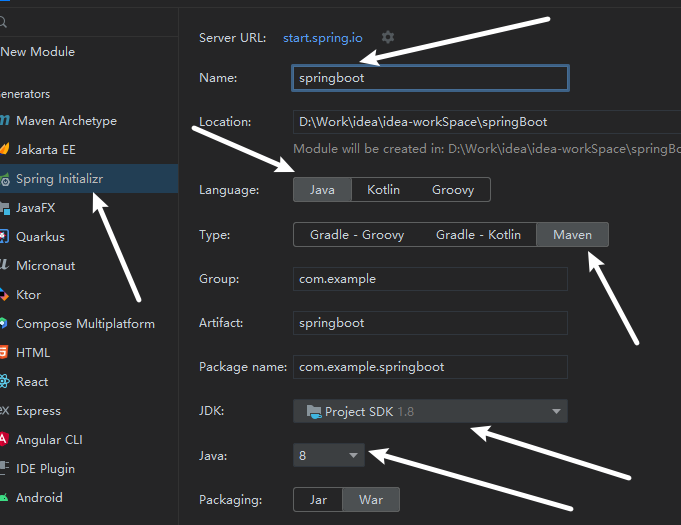 New Module
enerators
Maven Archetype
Jakarta EE
Spring Initializr
JavaFX
Quarkus
Micronaut
Ktor
Compose Multiplatform
HTML
React
Express
Angular CLI
IDE Plugin
Android
Server URL: start.spring.io
Name: springboot
Location: D:\Work\idea\idea-workSpace\springBoot
Module will be created in: D:\Work\idea\idea-workSpace\springBo
Language: Java Kotlin Groovy
Type: Gradle - Groovy Gradle - Kotlin Maven
Group: com.example
Artifact: springboot
Package name: com.example.springboot
JDK: Project SDK 1.8
Java: 8
Packaging: Jar War